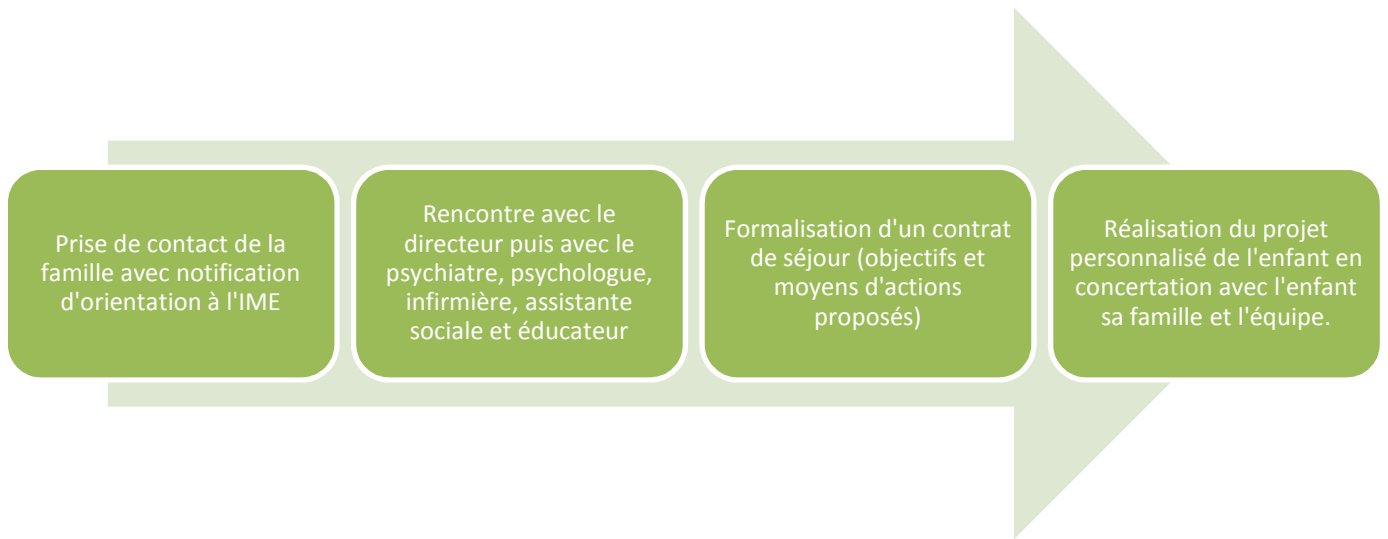 Prise de contact de la
famille avec notification
d'orientation à l'IME
Rencontre avec le
directeur puis avec le
psychiatre, psychologue,
infirmière, assistante
sociale et éducateur
Formalisation d'un contrat
de séjour (objectifs et
moyens d'actions
proposés)
Réalisation du projet
personnalisé de l'enfant en
concertation avec l'enfant
sa famille et l'équipe.